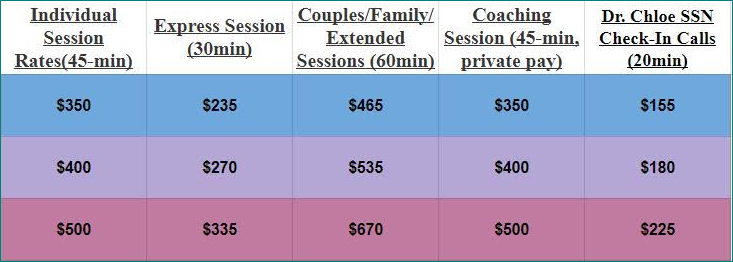 Individual
Session
Rates(45-min)
Express Session
(30min)
Couples/Family/
Extended
Sessions (60min)
Coaching
Session (45-min,
private pay)
Dr. Chloe SSN
Check-In Calls
(20min)
$350 $235 $465 $350 $155
$400 $270 $535 $400 $180
$500 $335 $670 $500 $225